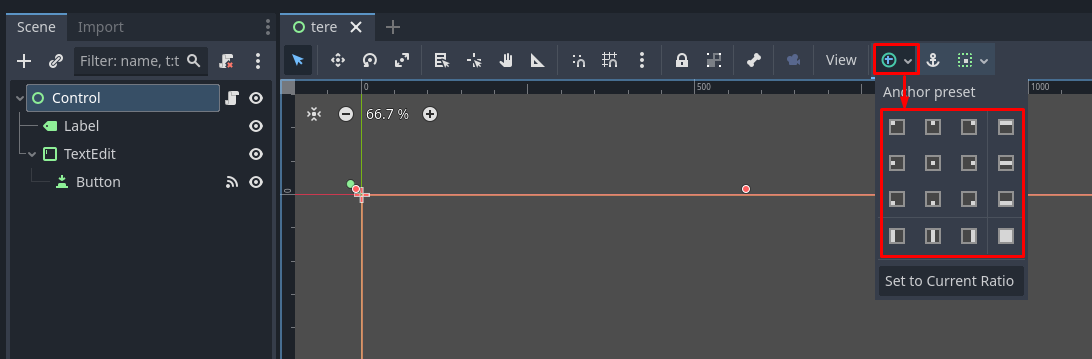 Scene Import
tere
Filter: name, t:t
View
Control
Label
TextEdit
Button
0 500 1000
66.7 %
0
Anchor preset
Set to Current Ratio